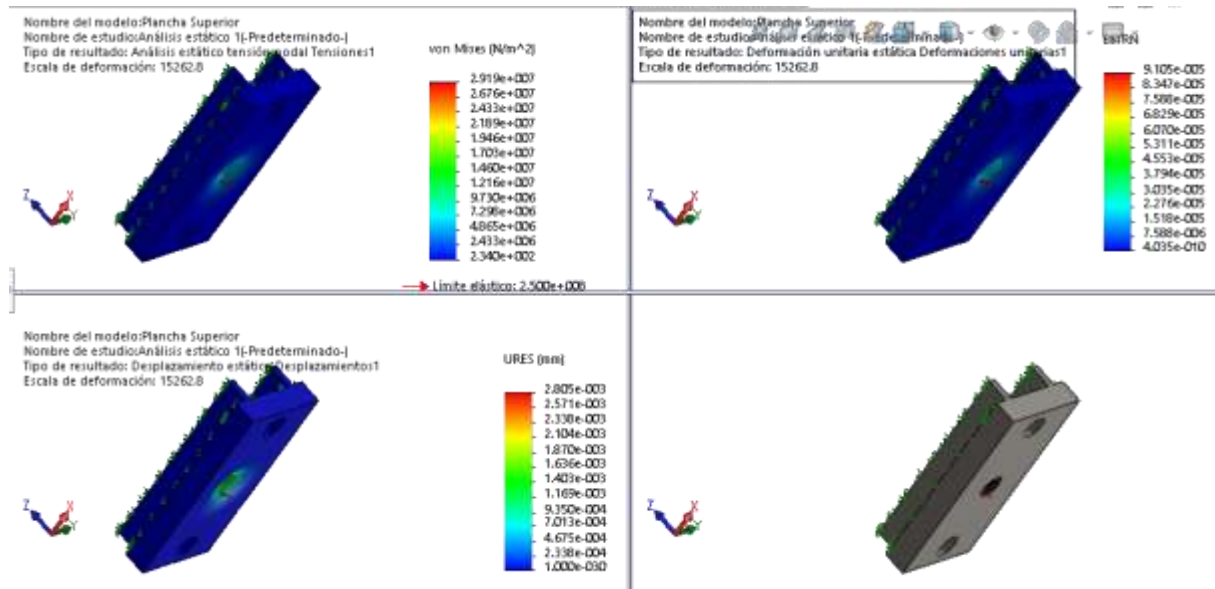 Nombre del modelo:Plancha Superior
Nombre de estudio:Análisis estático 1(-Predeterminado-)
Tipo de resultado: Análisis estático tensión nodal Tensiones1
Escala de deformación: 15262.8
von Mises (N/m^2)
2.919e+007
2.676e+007
2.433e+007
2.189e+007
1.946e+007
1.703e+007
1.460e+007
1.216e+007
9.730e+006
7.298e+006
4.865e+006
2.433e+006
2.340e+002
Límite elástico: 2.500e+008
Nombre del modelo:Plancha Superior
Nombre de estudio:Análisis estático 1(-Predeterminado-)
Tipo de resultado: Deformación unitaria estática Deformaciones unitarias1
Escala de deformación: 15262.8
ESTRN
9.105e-005
8.347e-005
7.588e-005
6.829e-005
6.070e-005
5.311e-005
4.553e-005
3.794e-005
3.035e-005
2.276e-005
1.518e-005
7.588e-006
4.035e-010
Nombre del modelo:Plancha Superior
Nombre de estudio:Análisis estático 1(-Predeterminado-)
Tipo de resultado: Desplazamiento estático Desplazamientos1
Escala de deformación: 15262.8
URES (mm)
2.805e-003
2.571e-003
2.338e-003
2.104e-003
1.870e-003
1.636e-003
1.403e-003
1.169e-003
9.350e-004
7.013e-004
4.675e-004
2.338e-004
1.000e-030
Z
X
Y
Z
X
Y
Z
X
Y
Z
X
Y